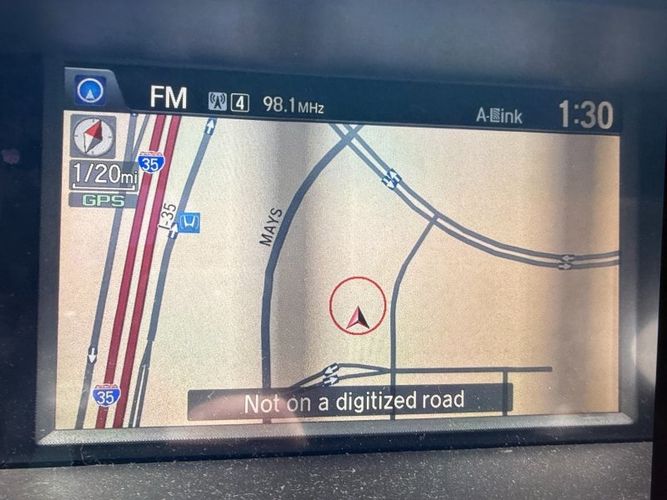 FM 4 98.1MHz A-Link 1:30
35
1/20mi
GPS
I-35
MAYS
35
Not on a digitized road